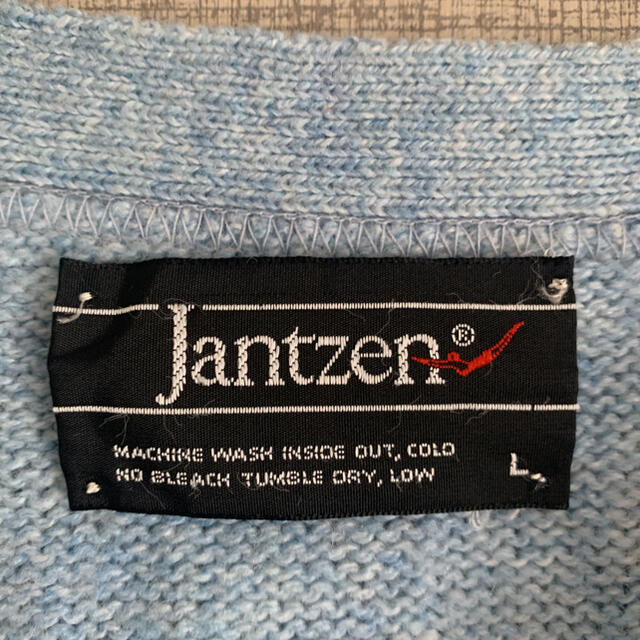 Jantzen®
MACHINE WASH INSIDE OUT, COLD
NO BLEACH TUMBLE DRY, LOW
L